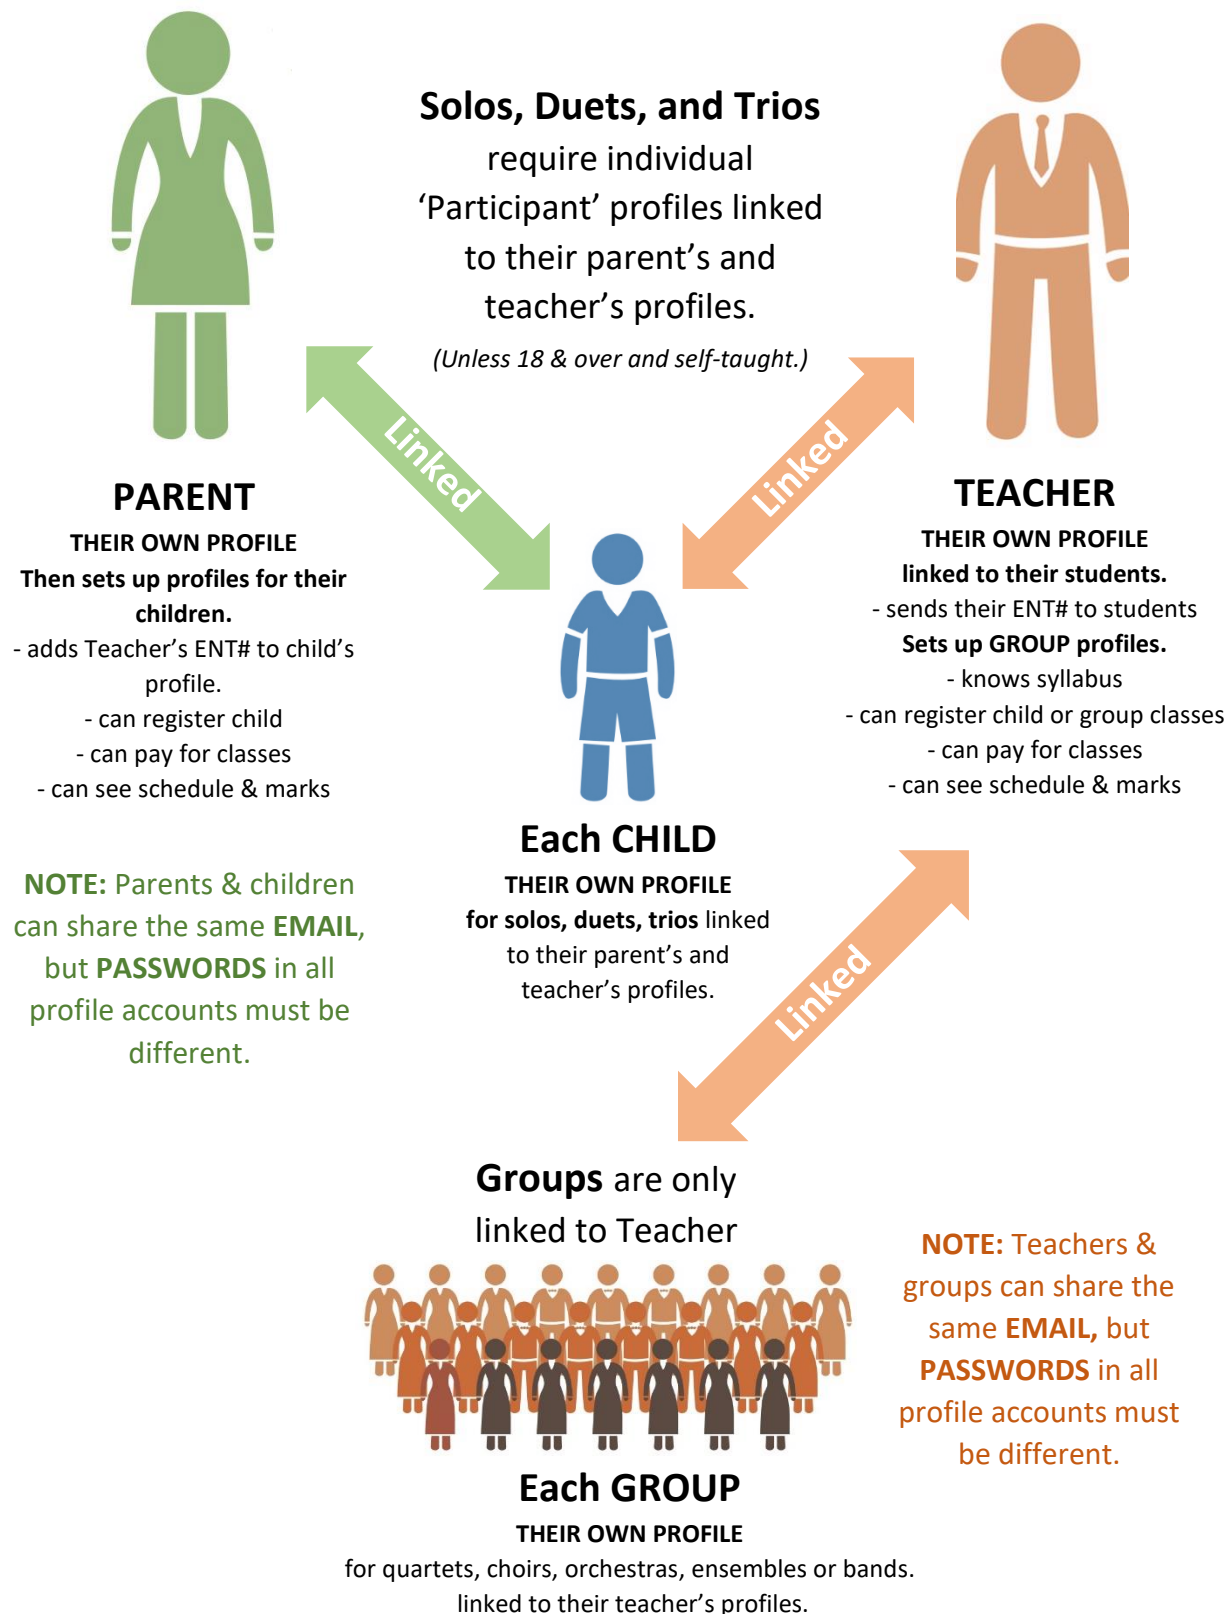 Solos, Duets, and Trios
require individual
‘Participant’ profiles linked
to their parent’s and
teacher’s profiles.
(Unless 18 & over and self-taught.)
Linked
Linked
PARENT
THEIR OWN PROFILE
Then sets up profiles for their
children.
- adds Teacher’s ENT# to child’s
profile.
- can register child
- can pay for classes
- can see schedule & marks
TEACHER
THEIR OWN PROFILE
linked to their students.
- sends their ENT# to students
Sets up GROUP profiles.
- knows syllabus
- can register child or group classes
- can pay for classes
- can see schedule & marks
Each CHILD
THEIR OWN PROFILE
for solos, duets, trios linked
to their parent’s and
teacher’s profiles.
NOTE: Parents & children
can share the same EMAIL,
but PASSWORDS in all
profile accounts must be
different.
Linked
Groups are only
linked to Teacher
NOTE: Teachers &
groups can share the
same EMAIL, but
PASSWORDS in all
profile accounts must
be different.
Each GROUP
THEIR OWN PROFILE
for quartets, choirs, orchestras, ensembles or bands.
linked to their teacher’s profiles.